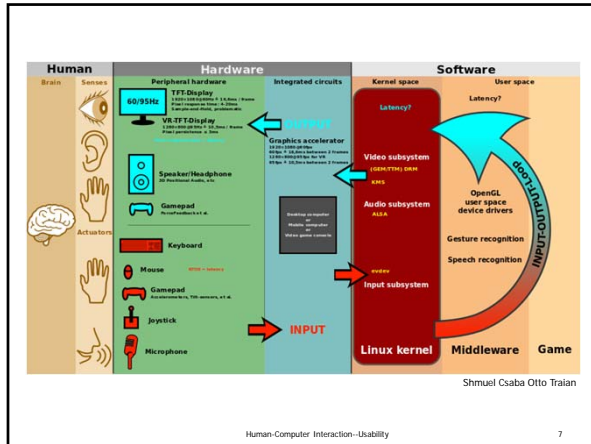 Human
Hardware
Software
Brain
Senses
Peripheral hardware
Integrated circuits
Kernel space
User space
60/95Hz
TFT-Display
VR-TFT-Display
OUTPUT
Graphics accelerator
Latency?
Latency?
Video subsystem
(GEM/TTM) DRM
KMS
Speaker/Headphone
Audio subsystem
ALSA
OpenGL
user space
device drivers
Gamepad
Desktop computer
or
Mobile computer
or
Video game console
Actuators
Keyboard
Mouse
Gesture recognition
Speech recognition
evdev
Input subsystem
Gamepad
Joystick
INPUT
Microphone
INPUT-OUTPUT-LOOP
Linux kernel
Middleware
Game
Shmuel Csaba Otto Traian
Human-Computer Interaction--Usability
7